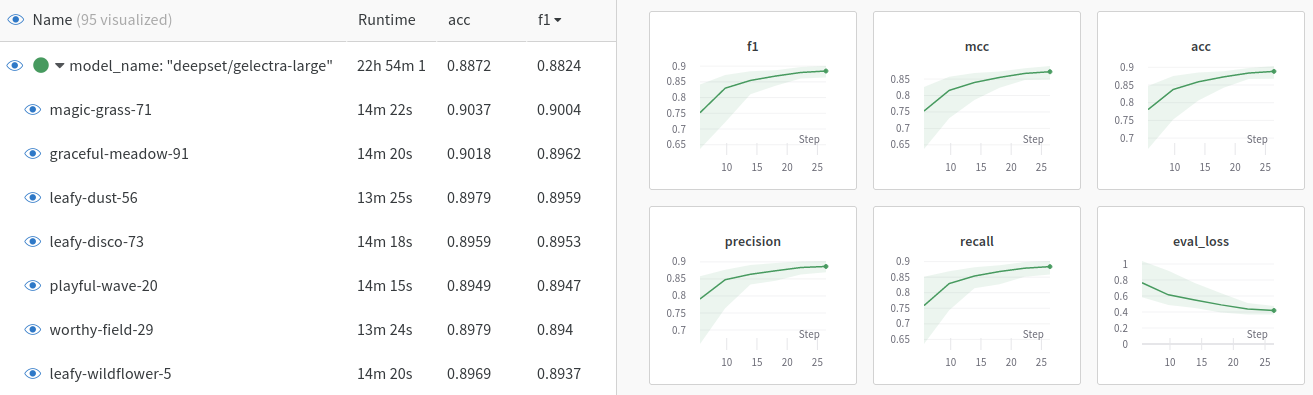 Name (95 visualized) Runtime acc f1
model_name: "deepset/gelectra-large" 22h 54m 1 0.8872 0.8824
magic-grass-71 14m 22s 0.9037 0.9004
graceful-meadow-91 14m 20s 0.9018 0.8962
leafy-dust-56 13m 25s 0.8979 0.8959
leafy-disco-73 14m 18s 0.8959 0.8953
playful-wave-20 14m 15s 0.8949 0.8947
worthy-field-29 13m 24s 0.8979 0.894
leafy-wildflower-5 14m 20s 0.8969 0.8937
f1
0.9
0.85
0.8
0.75
0.7
0.65
Step
10 15 20 25
mcc
0.85
0.8
0.75
0.7
0.65
Step
10 15 20 25
acc
0.9
0.85
0.8
0.75
0.7
Step
10 15 20 25
precision
0.9
0.85
0.8
0.75
0.7
Step
10 15 20 25
recall
0.9
0.85
0.8
0.75
0.7
0.65
Step
10 15 20 25
eval_loss
1
0.8
0.6
0.4
0.2
0
Step
10 15 20 25